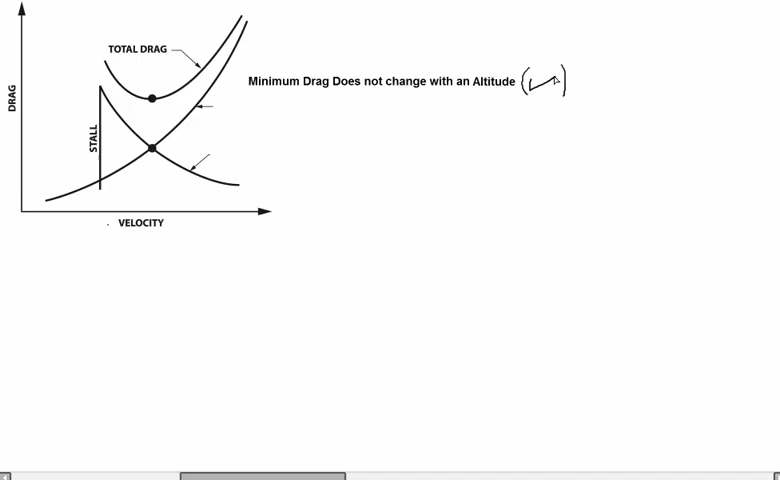 TOTAL DRAG
Minimum Drag Does not change with an Altitude
DRAG
STALL
VELOCITY